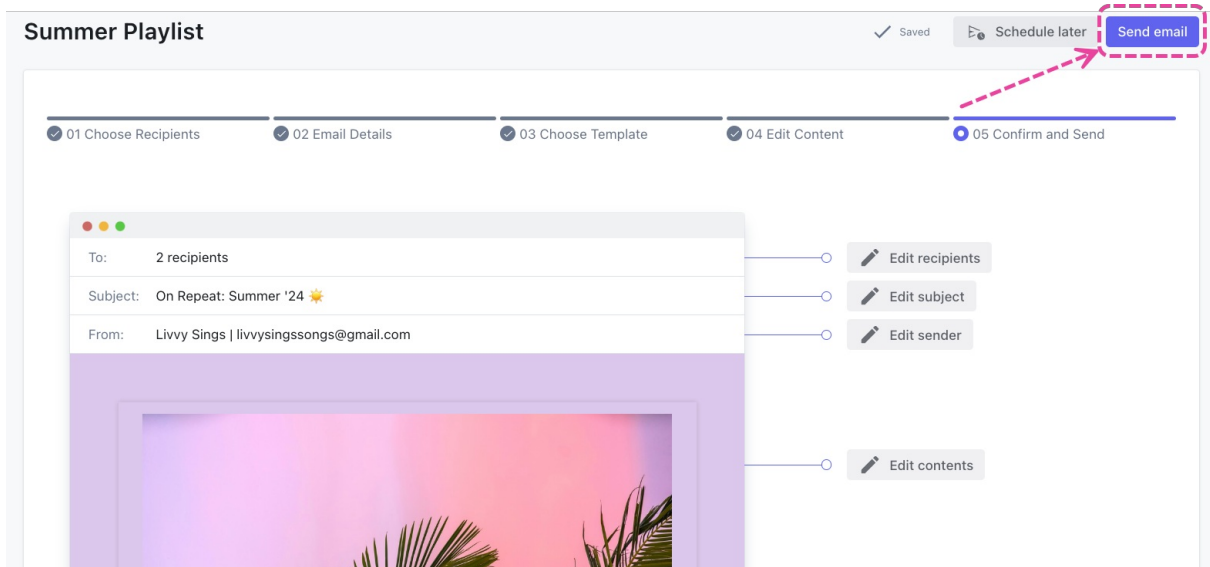 Summer Playlist
Saved
Schedule later
Send email
01 Choose Recipients
02 Email Details
03 Choose Template
04 Edit Content
05 Confirm and Send
To: 2 recipients
Edit recipients
Subject: On Repeat: Summer '24 ☀️
Edit subject
From: Livvy Sings | livvysingssongs@gmail.com
Edit sender
Edit contents